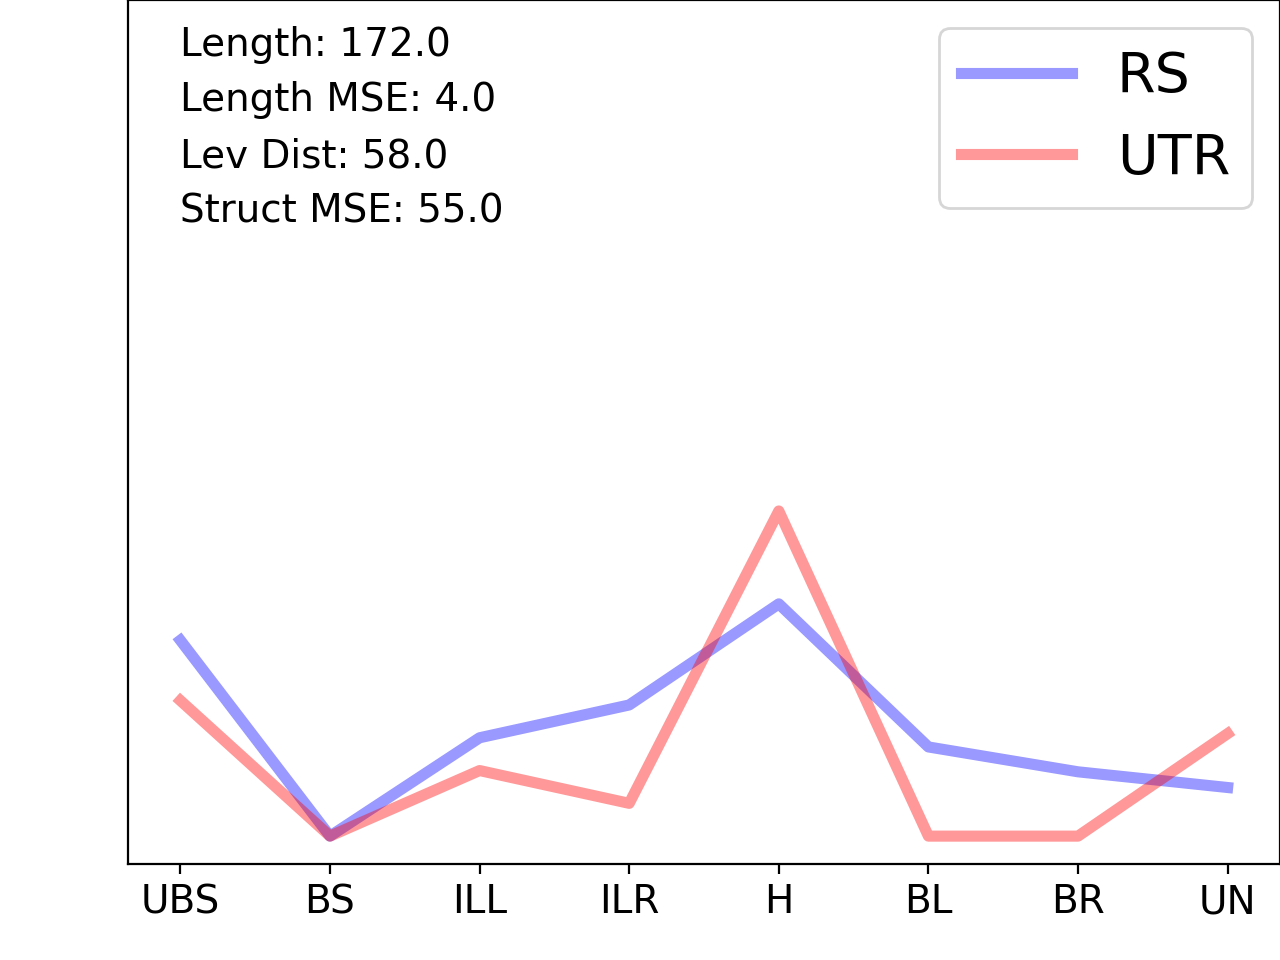 Length: 172.0
Length MSE: 4.0
Lev Dist: 58.0
Struct MSE: 55.0
RS
UTR
UBS BS ILL ILR H BL BR UN